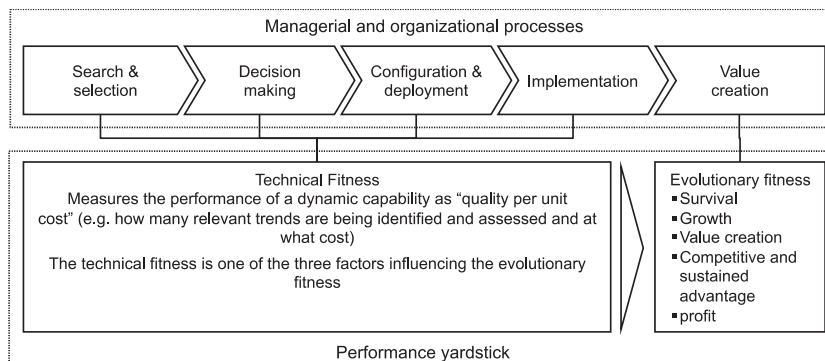 Managerial and organizational processes
Search &
selection
Decision
making
Configuration &
deployment
Implementation
Value
creation
Technical Fitness
Measures the performance of a dynamic capability as “quality per unit
cost” (e.g. how many relevant trends are being identified and assessed and at
what cost)
The technical fitness is one of the three factors influencing the evolutionary
fitness
Evolutionary fitness
▪Survival
▪Growth
▪Value creation
▪Competitive and
sustained
advantage
▪profit
Performance yardstick